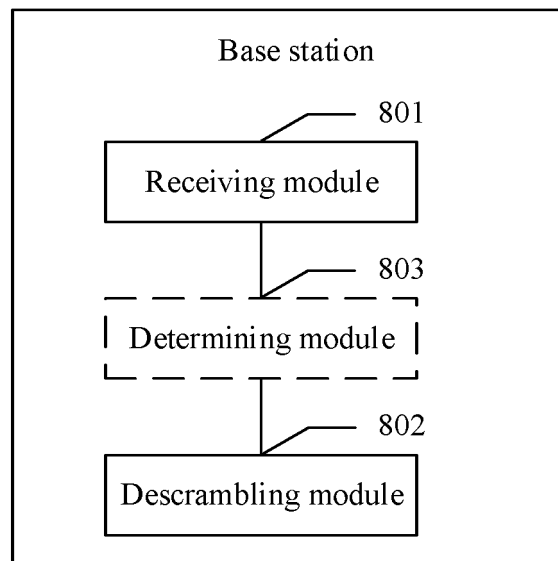 Base station
801
Receiving module
803
Determining module
802
Descrambling module